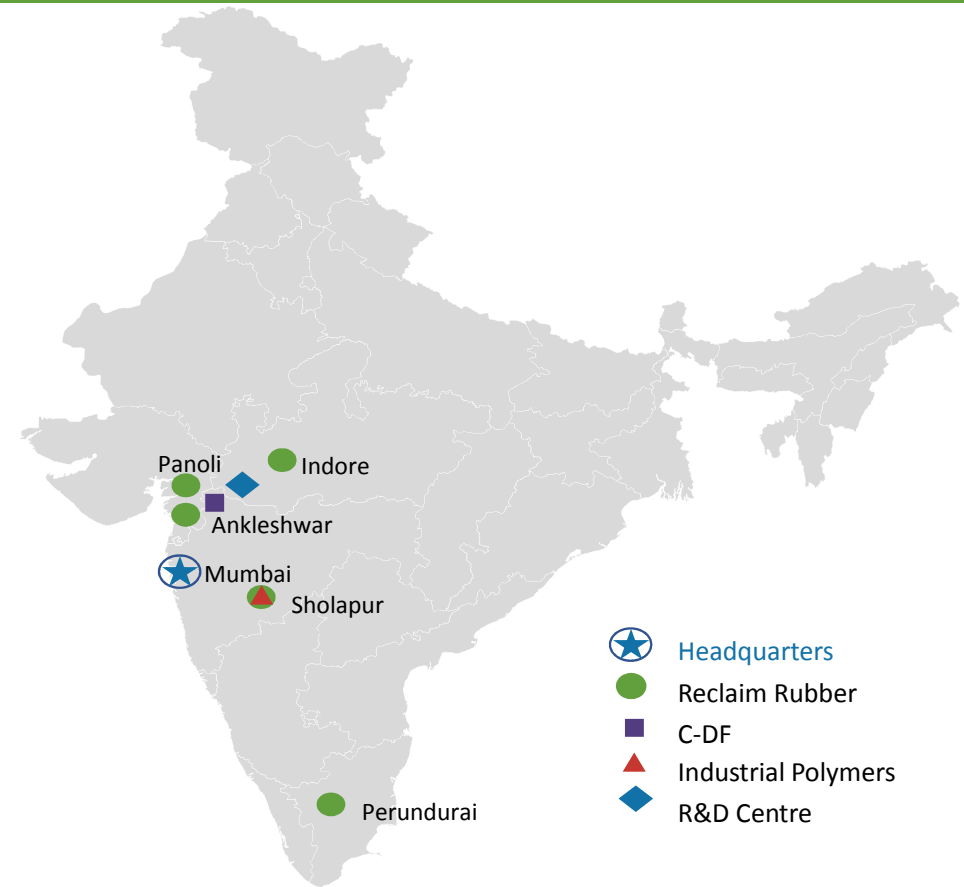 Panoli
Indore
Ankleshwar
Mumbai
Sholapur
Headquarters
Reclaim Rubber
C-DF
Industrial Polymers
R&D Centre
Perundurai